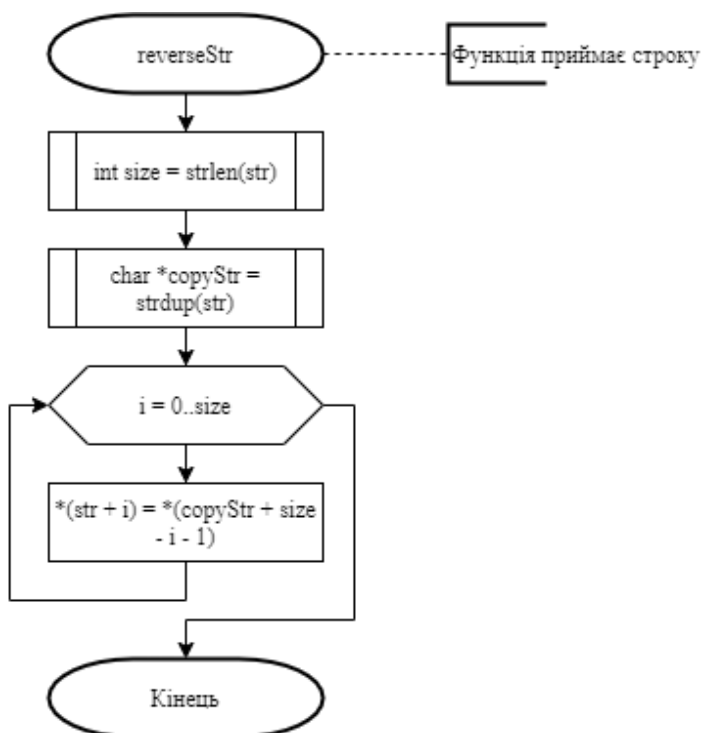 reverseStr
Функція приймає строку
int size = strlen(str)
char *copyStr =
strdup(str)
i = 0..size
*(str + i) = *(copyStr + size
- i - 1)
Кінець